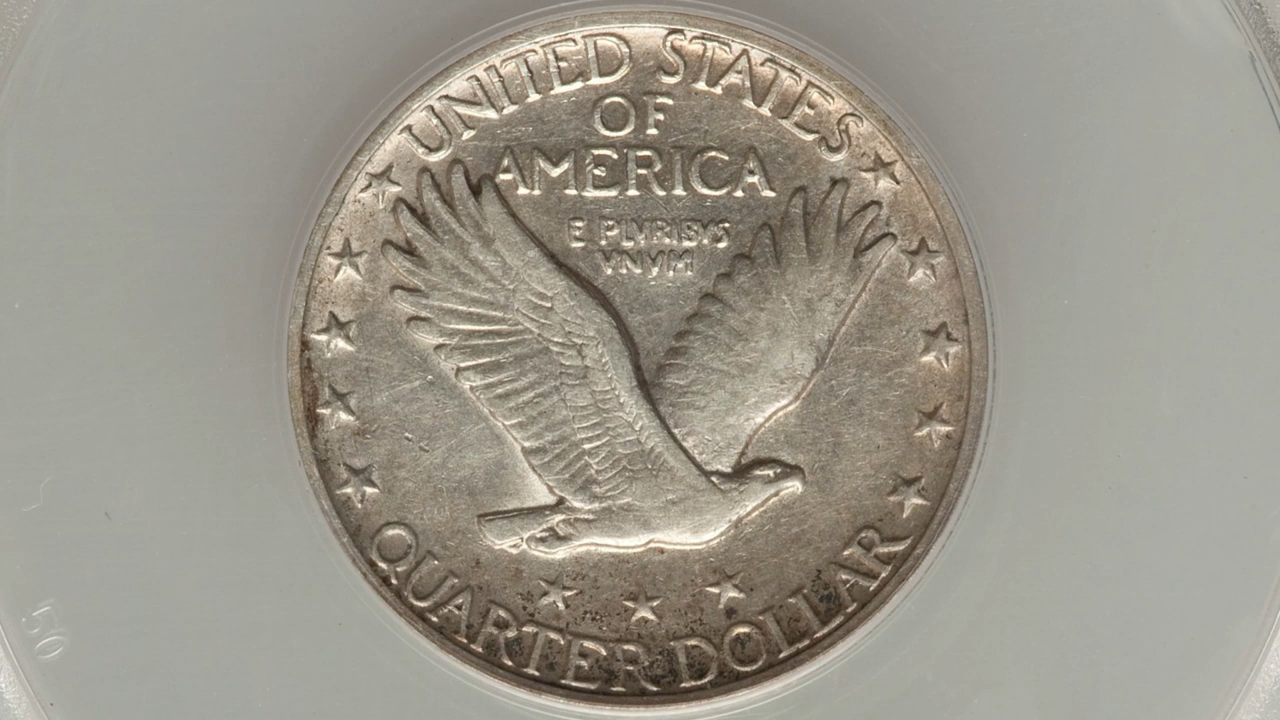 UNITED STATES
OF
AMERICA
E PLVRIBVS
VNVM
QUARTER DOLLAR
50